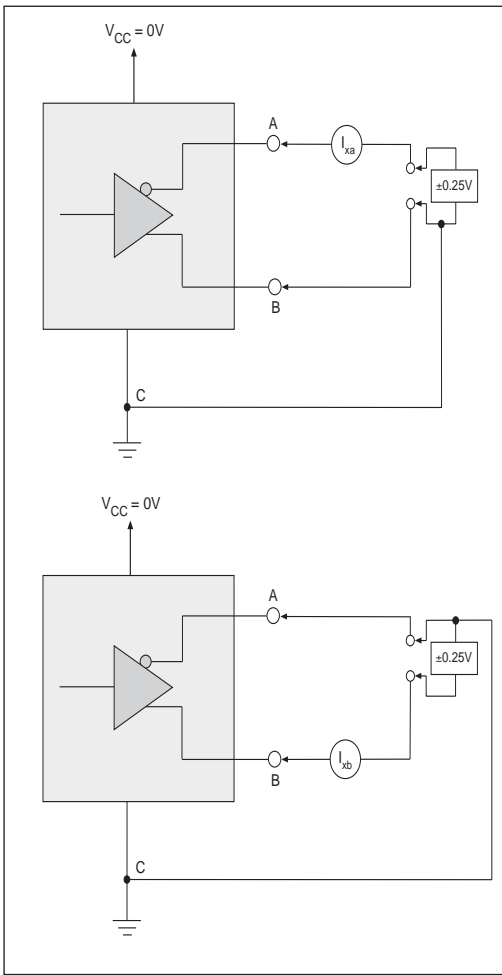 V_CC = 0V
A
I_xa
±0.25V
B
C
V_CC = 0V
A
±0.25V
I_xb
B
C